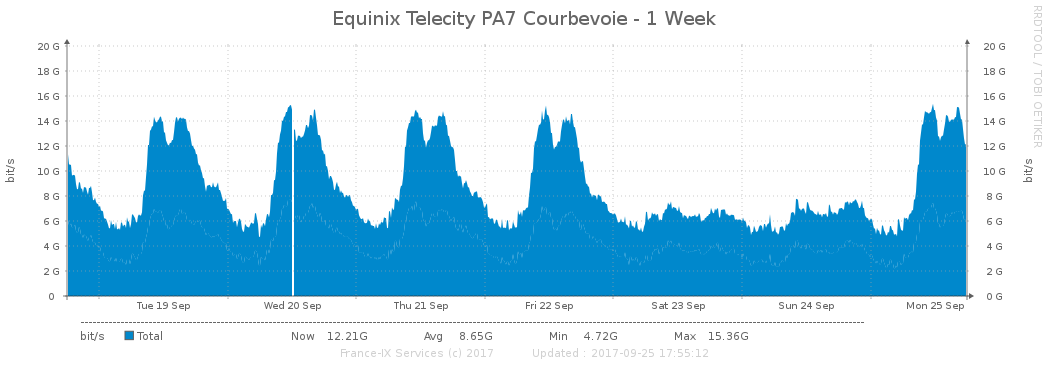 Equinix Telecity PA7 Courbevoie - 1 Week
RRDTOOL / TOBI OETIKER
bit/s
20 G
18 G
16 G
14 G
12 G
10 G
8 G
6 G
4 G
2 G
0
20 G
18 G
16 G
14 G
12 G
10 G
8 G
6 G
4 G
2 G
0 G
bit/s
Tue 19 Sep Wed 20 Sep Thu 21 Sep Fri 22 Sep Sat 23 Sep Sun 24 Sep Mon 25 Sep
bit/s Total Now 12.21G Avg 8.65G Min 4.72G Max 15.36G
France-IX Services (c) 2017 Updated : 2017-09-25 17:55:12